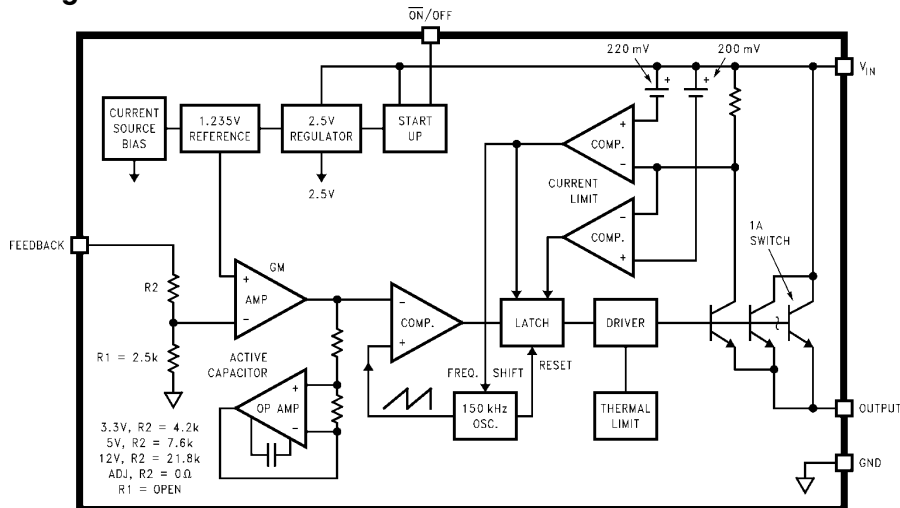 g
ON/OFF
220 mV
200 mV
VIN
CURRENT
SOURCE
BIAS
1.235V
REFERENCE
2.5V
REGULATOR
START
UP
2.5V
+
COMP.
−
CURRENT
LIMIT
−
COMP.
+
1A
SWITCH
FEEDBACK
R2
R1 = 2.5k
GM
+
AMP
−
−
COMP.
+
LATCH
DRIVER
ACTIVE
CAPACITOR
+
OP AMP
−
FREQ. SHIFT
RESET
150 kHz
OSC.
THERMAL
LIMIT
OUTPUT
GND
3.3V, R2 = 4.2k
5V, R2 = 7.6k
12V, R2 = 21.8k
ADJ, R2 = 0Ω
R1 = OPEN